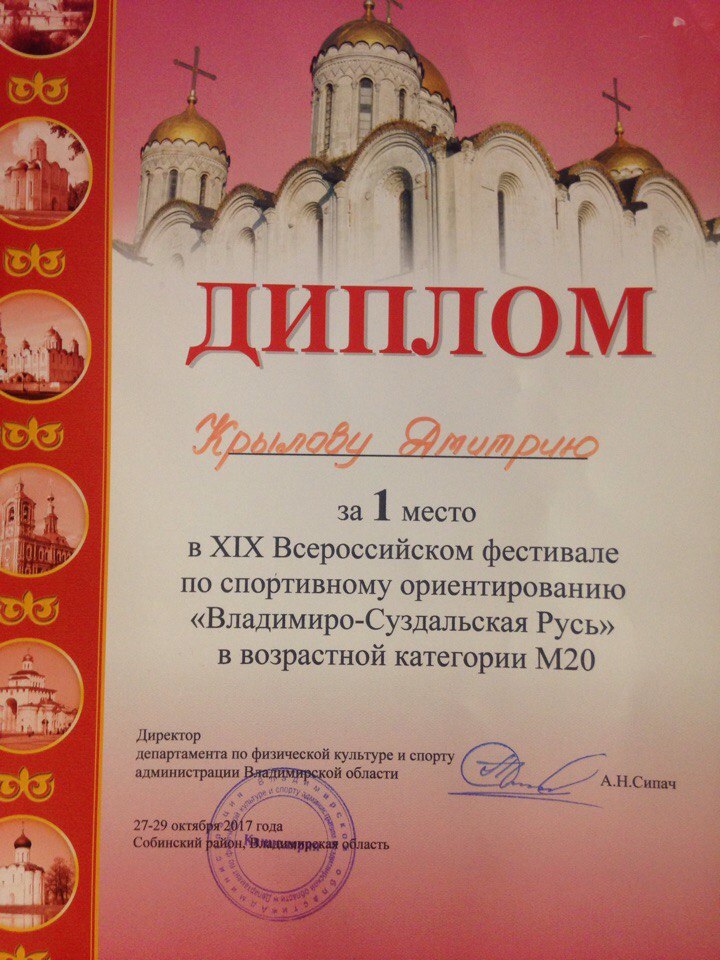 ДИПЛОМ
Крылову Дмитрию
за 1 место
в XIX Всероссийском фестивале
по спортивному ориентированию
«Владимиро-Суздальская Русь»
в возрастной категории М20
Директор
департамента по физической культуре и спорту
администрации Владимирской области
А.Н.Сипач
27-29 октября 2017 года
Собинский район, Владимирская область